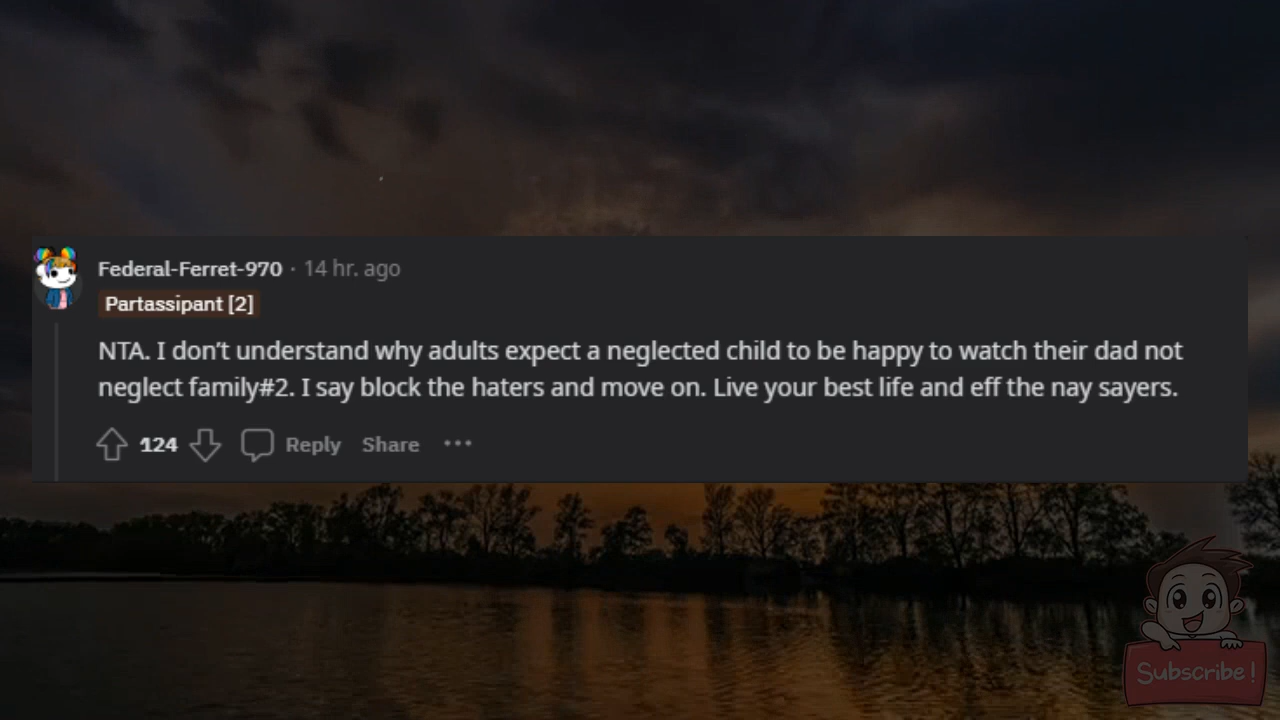 Federal-Ferret-970 · 14 hr. ago
Partassipant [2]
NTA. I don’t understand why adults expect a neglected child to be happy to watch their dad not
neglect family#2. I say block the haters and move on. Live your best life and eff the nay sayers.
124 Reply Share ···
Subscribe!